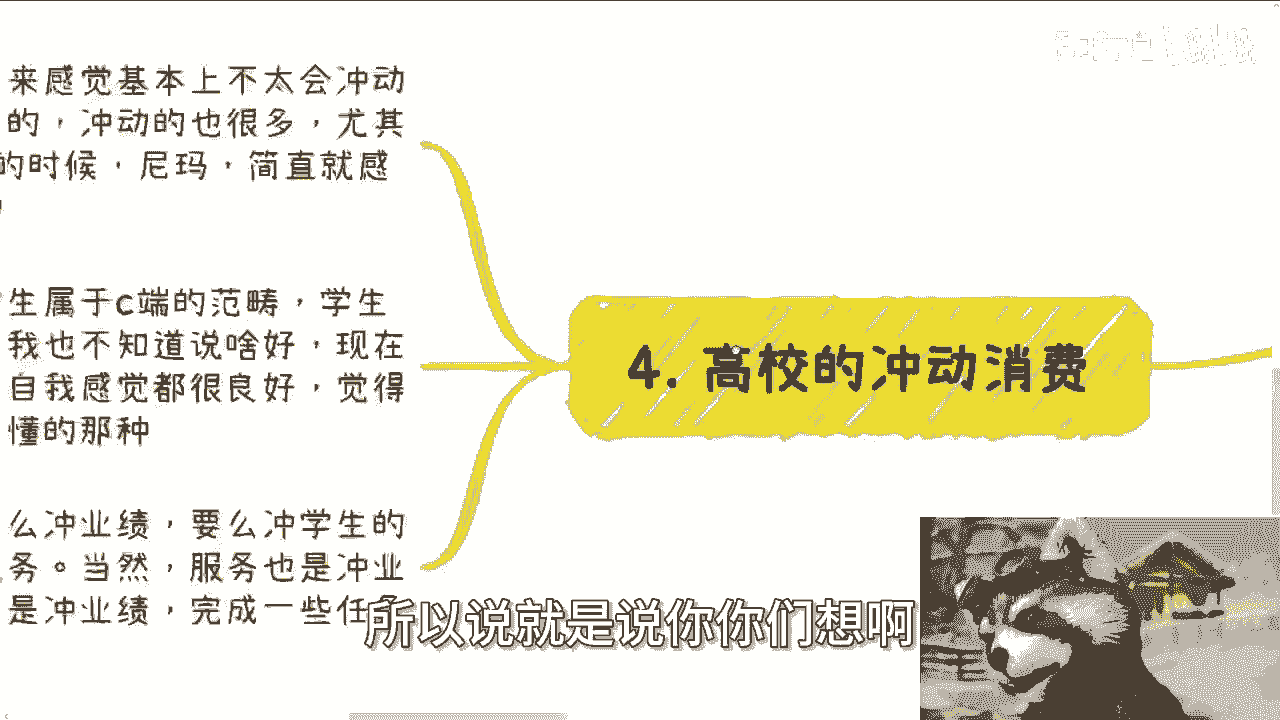 来感觉基本上不太会冲动
的，冲动的也很多，尤其
的时候，尼玛，简直就感
生属于c端的范畴，学生
我也不知道说啥好，现在
自我感觉都很良好，觉得
懂的那种
么冲业绩，要么冲学生的
务。当然，服务也是冲业
是冲业绩，完成一些任务
4. 高校的冲动消费
所以说就是说你你们想啊